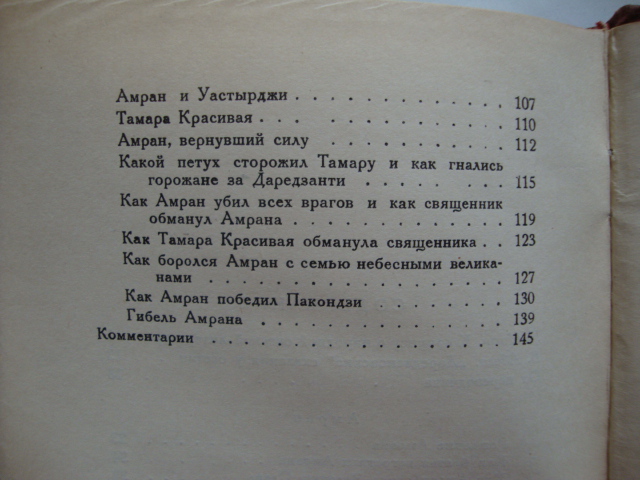 Амран и Уастырджи . . . . . . . . . . . . 107
Тамара Красивая . . . . . . . . . . . . 110
Амран, вернувший силу . . . . . . . . . . 112
Какой петух сторожил Тамару и как гнались
горожане за Даредзанти . . . . . . . . 115
Как Амран убил всех врагов и как священник
обманул Амрана . . . . . . . . . . . . 119
Как Тамара Красивая обманула священника . . 123
Как боролся Амран с семью небесными велика-
нами . . . . . . . . . . . . . . . . 127
Как Амран победил Пакондзи . . . . . . . . 130
Гибель Амрана . . . . . . . . . . . . . 139
Комментарии . . . . . . . . . . . . . . . 145